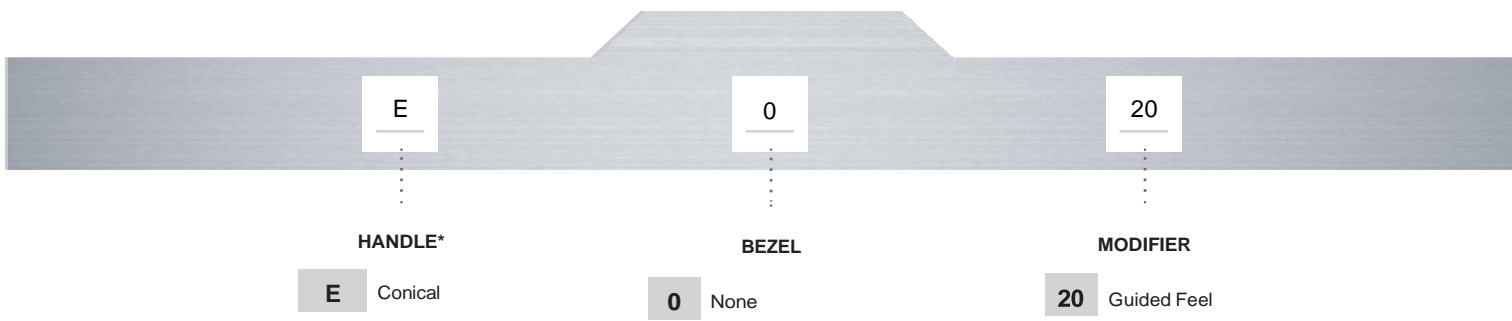 E 0 20
HANDLE* BEZEL MODIFIER
E Conical 0 None 20 Guided Feel